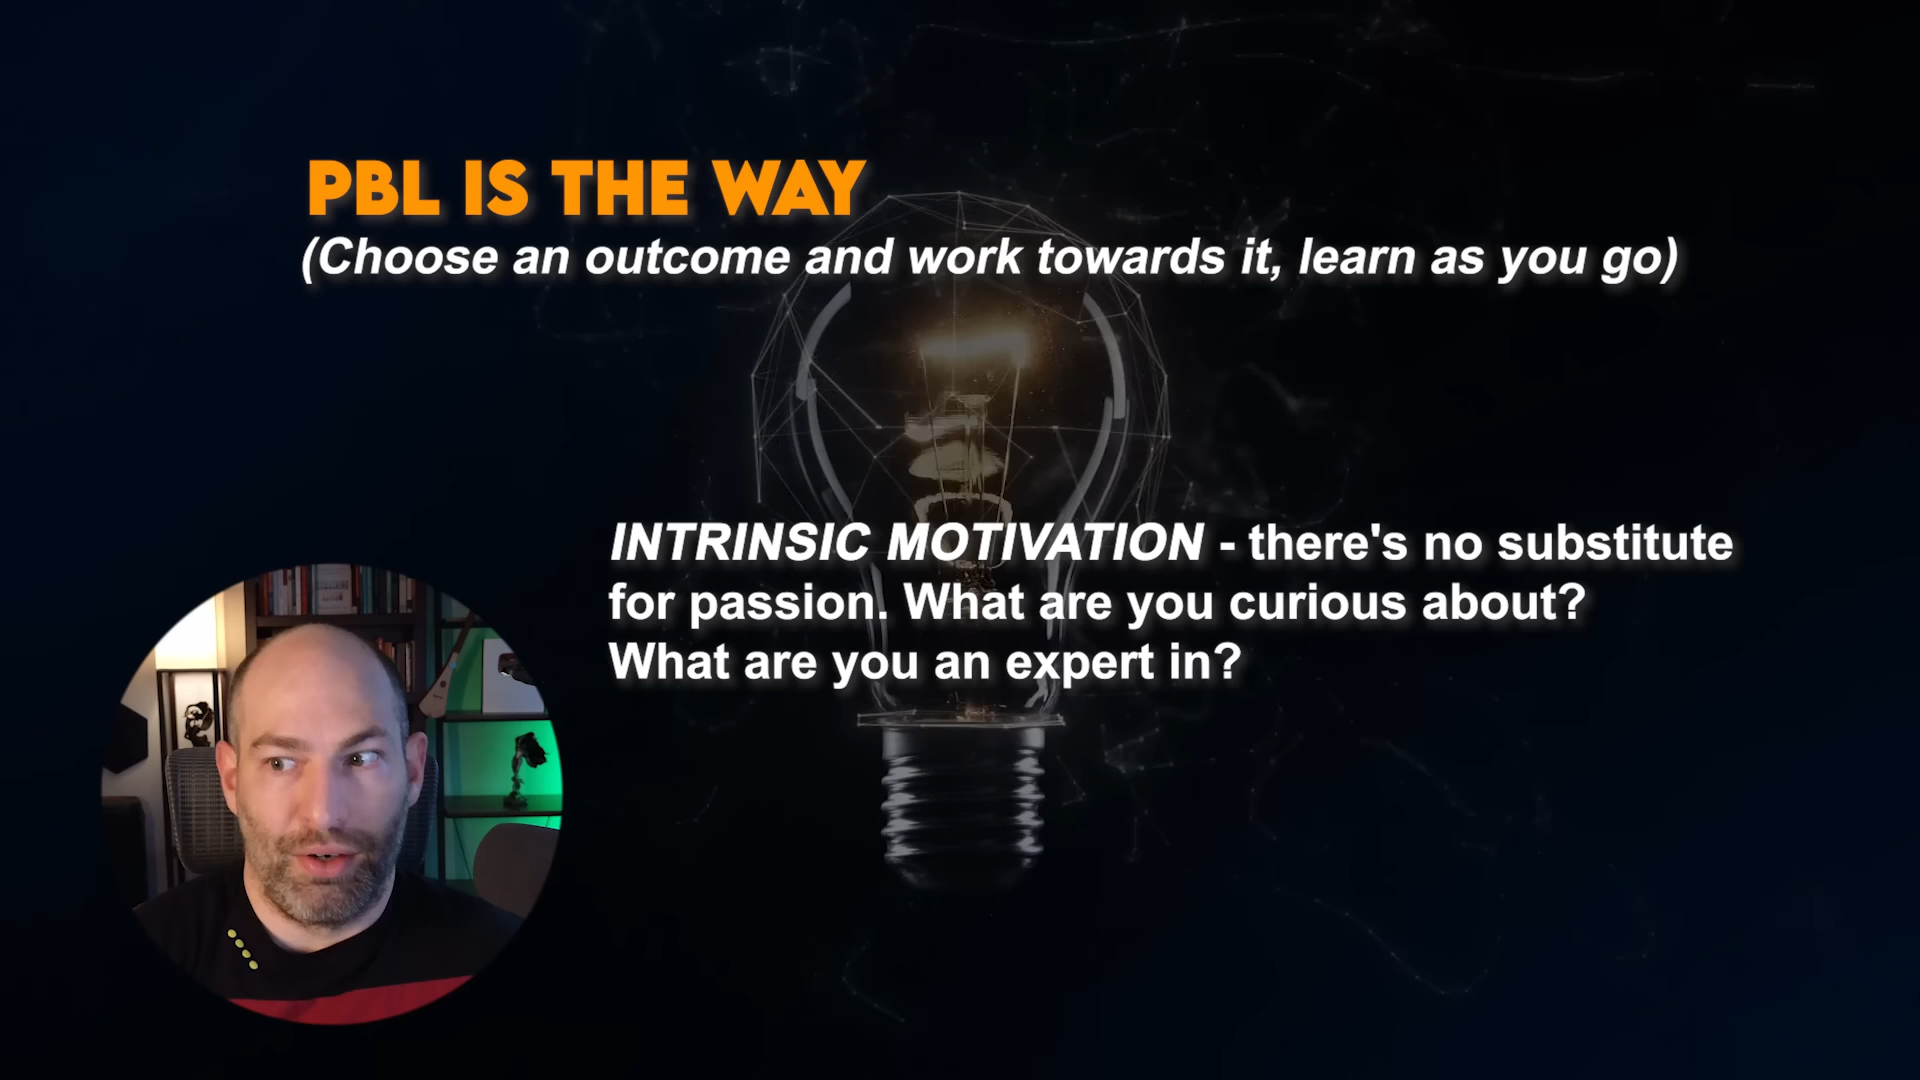 PBL IS THE WAY
(Choose an outcome and work towards it, learn as you go)
INTRINSIC MOTIVATION - there's no substitute
for passion. What are you curious about?
What are you an expert in?